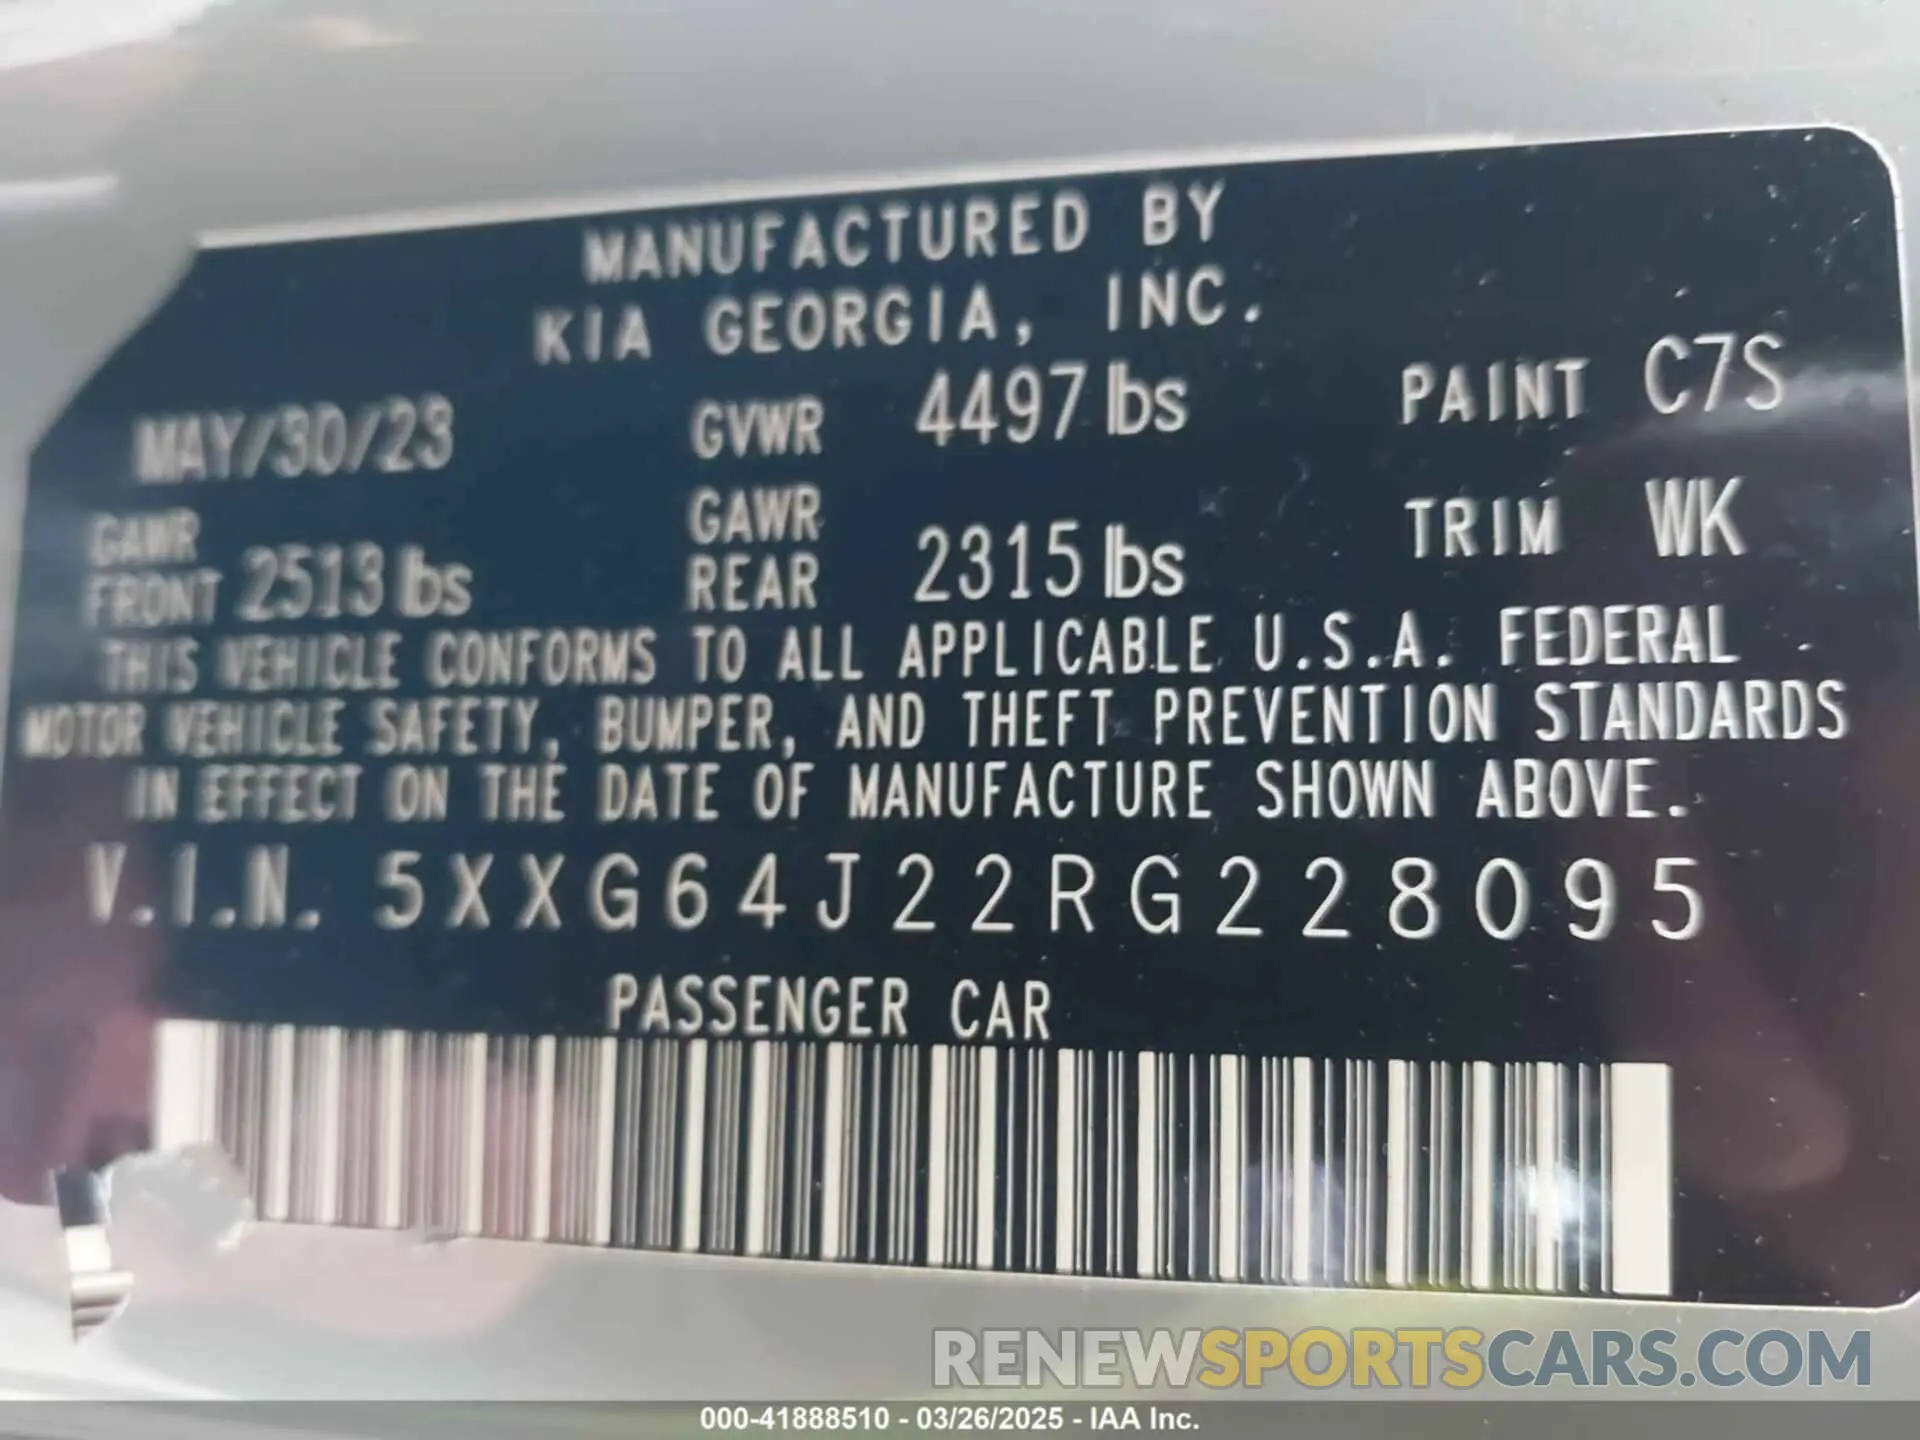 MANUFACTURED BY
KIA GEORGIA, INC.
MAY/30/23 GVWR 4497 lbs PAINT C7S
GAWR FRONT 2513 lbs GAWR REAR 2315 lbs TRIM WK
THIS VEHICLE CONFORMS TO ALL APPLICABLE U.S.A. FEDERAL
MOTOR VEHICLE SAFETY, BUMPER, AND THEFT PREVENTION STANDARDS
IN EFFECT ON THE DATE OF MANUFACTURE SHOWN ABOVE.
V.I.N. 5XXG64J22RG228095
PASSENGER CAR
RENEWSPORTSCARS.COM
000-41888510 - 03/26/2025 - IAA Inc.